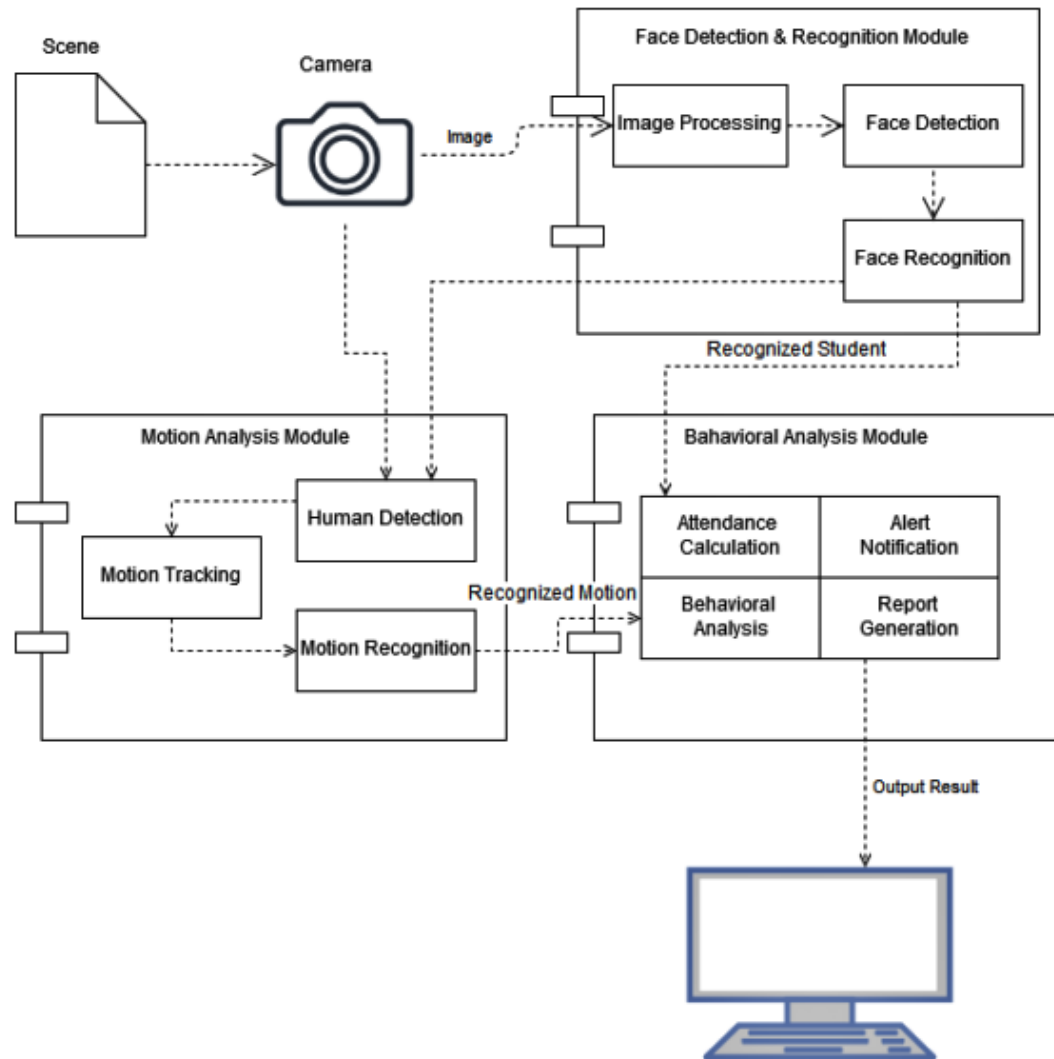 Scene
Camera
Image
Face Detection & Recognition Module
Image Processing
Face Detection
Face Recognition
Recognized Student
Motion Analysis Module
Human Detection
Motion Tracking
Motion Recognition
Recognized Motion
Bahavioral Analysis Module
Attendance
Calculation
Alert
Notification
Behavioral
Analysis
Report
Generation
Output Result